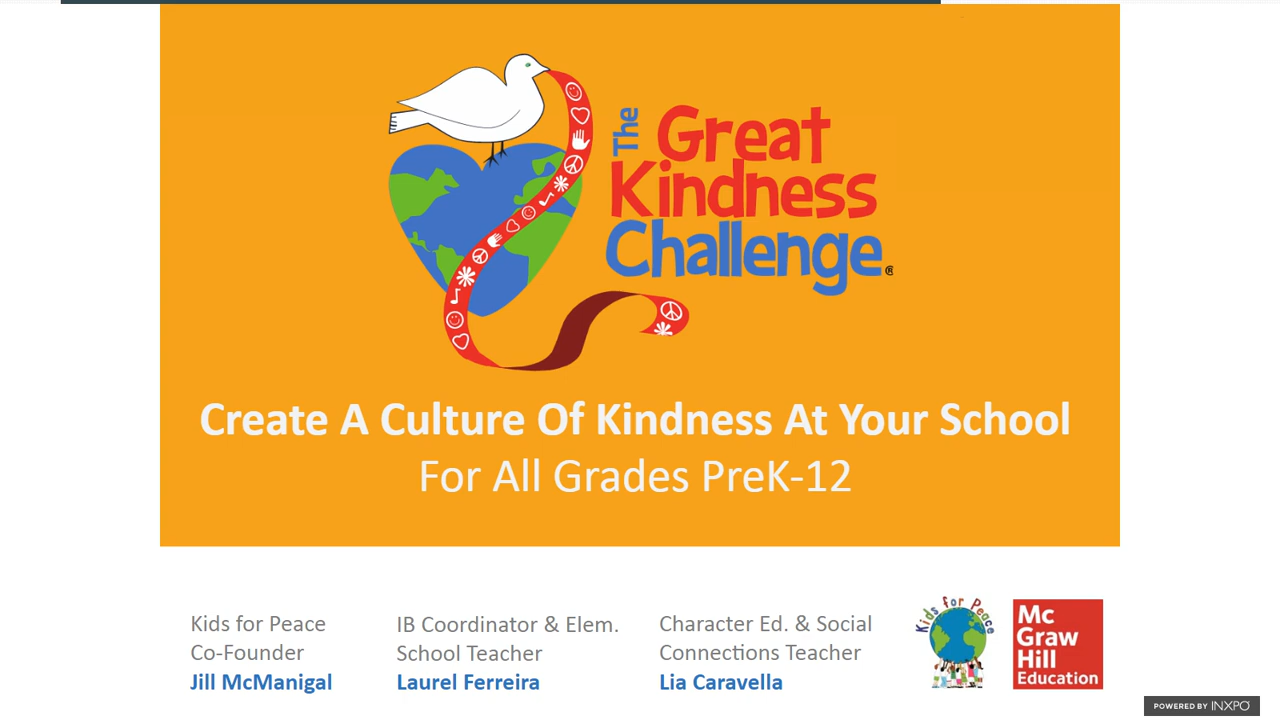 The
Great
Kindness
Challenge®
Create A Culture Of Kindness At Your School
For All Grades PreK-12
Kids for Peace
Co-Founder
Jill McManigal
IB Coordinator & Elem.
School Teacher
Laurel Ferreira
Character Ed. & Social
Connections Teacher
Lia Caravella
Kids for Peace
Mc
Graw
Hill
Education
POWERED BY INXPO